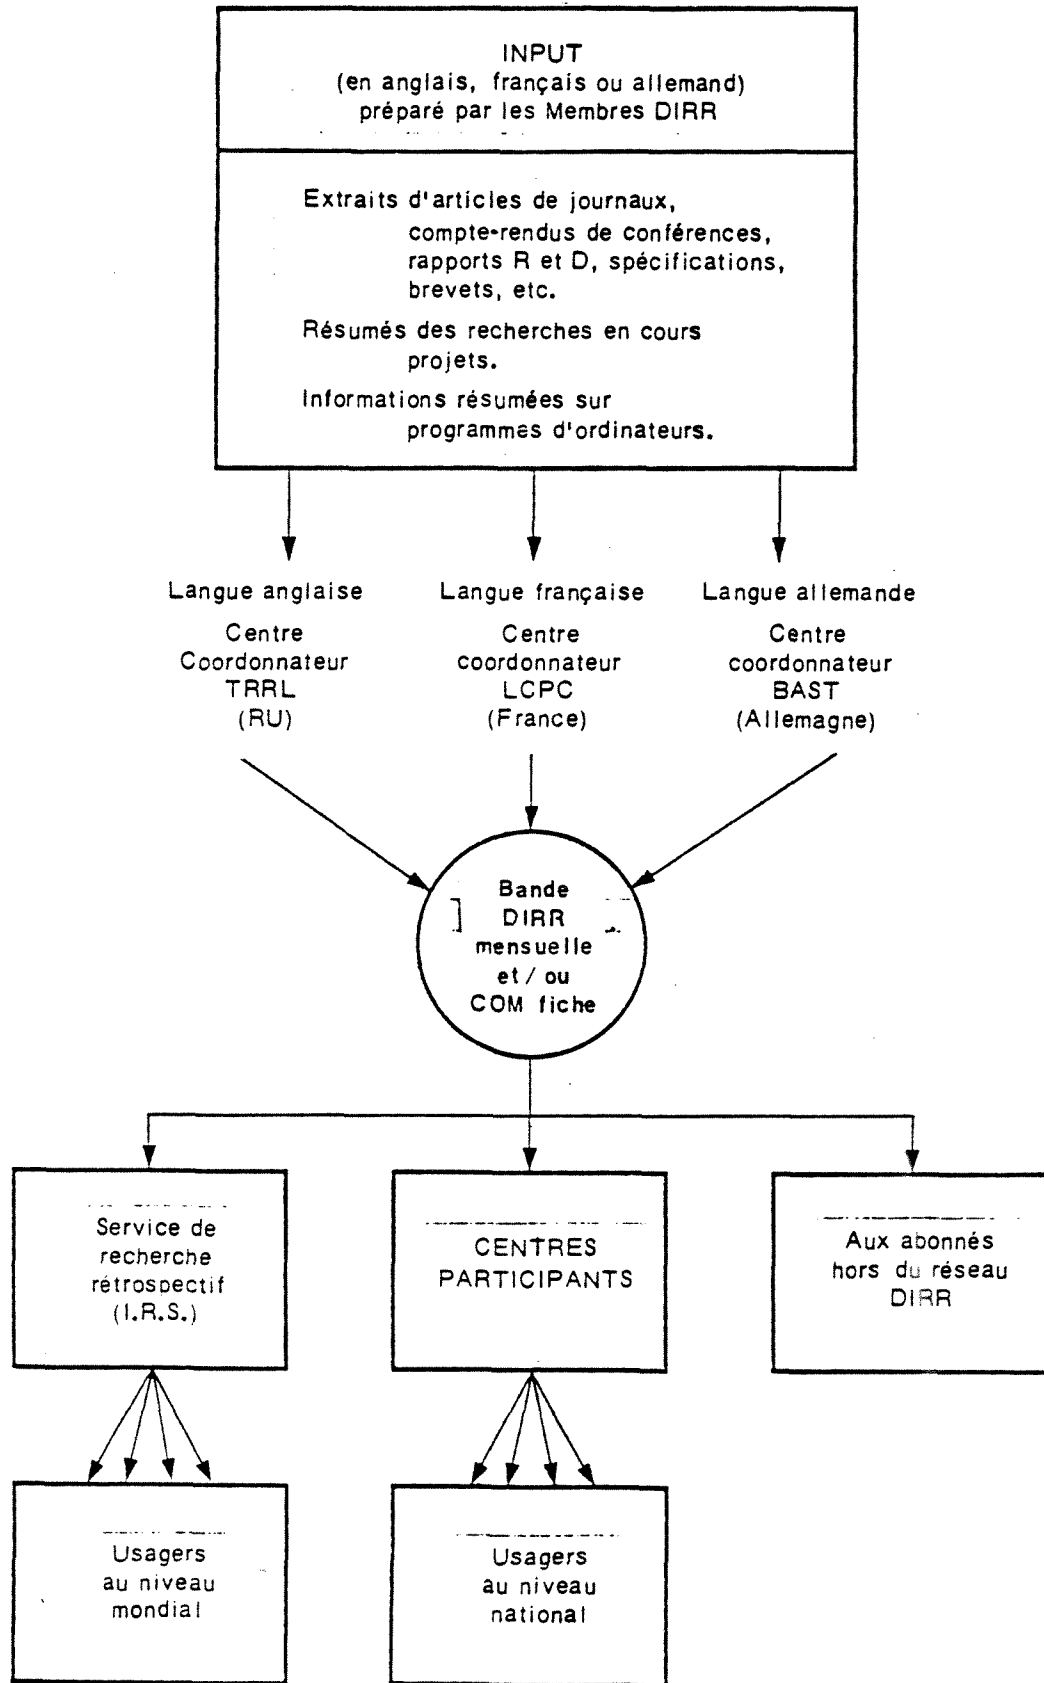 INPUT
(en anglais, français ou allemand)
préparé par les Membres DIRR
Extraits d'articles de journaux,
compte-rendus de conférences,
rapports R et D, spécifications,
brevets, etc.
Résumés des recherches en cours
projets.
Informations résumées sur
programmes d'ordinateurs.
Langue anglaise
Centre
Coordonnateur
TRRL
(RU)
Langue française
Centre
coordonnateur
LCPC
(France)
Langue allemande
Centre
coordonnateur
BAST
(Allemagne)
Bande
DIRR
mensuelle
et / ou
COM fiche
Service de
recherche
rétrospectif
(I.R.S.)
CENTRES
PARTICIPANTS
Aux abonnés
hors du réseau
DIRR
Usagers
au niveau
mondial
Usagers
au niveau
national